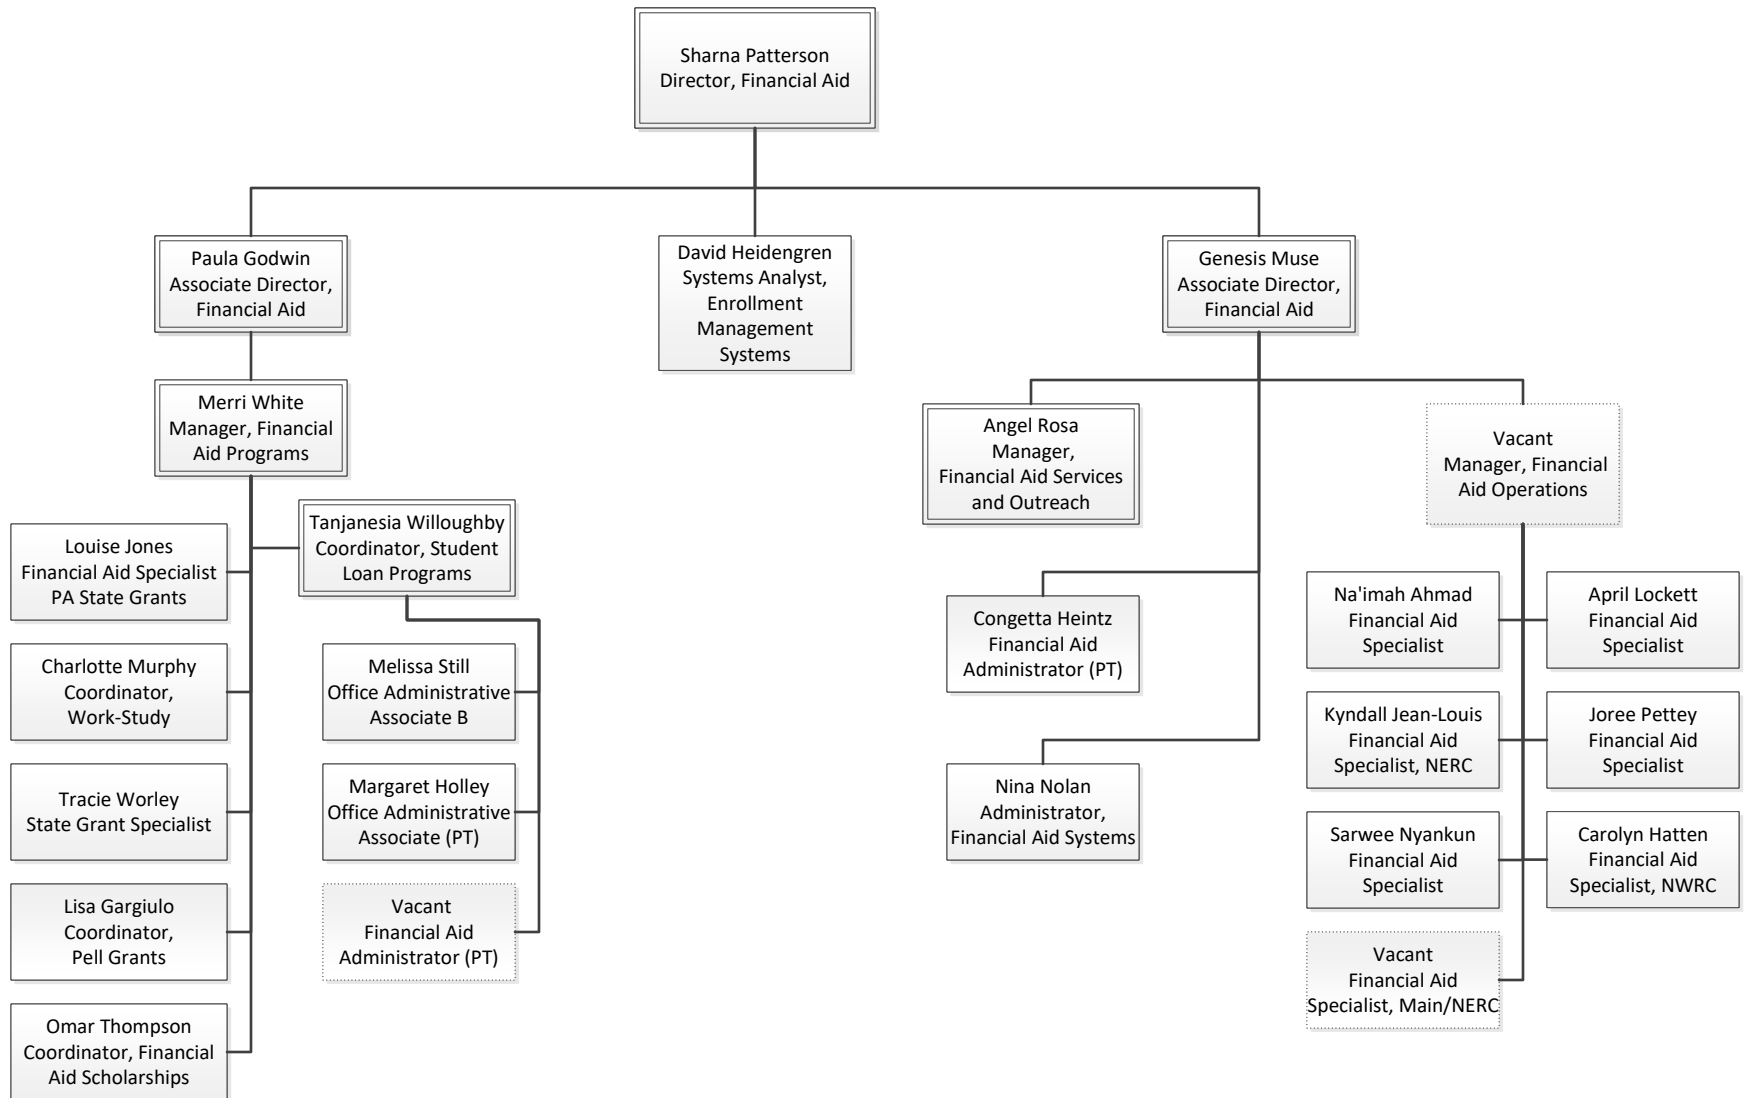 Sharna Patterson
Director, Financial Aid
Paula Godwin
Associate Director,
Financial Aid
David Heidengren
Systems Analyst,
Enrollment
Management
Systems
Genesis Muse
Associate Director,
Financial Aid
Merri White
Manager, Financial
Aid Programs
Angel Rosa
Manager,
Financial Aid Services
and Outreach
Vacant
Manager, Financial
Aid Operations
Tanjanesia Willoughby
Coordinator, Student
Loan Programs
Louise Jones
Financial Aid Specialist
PA State Grants
Charlotte Murphy
Coordinator,
Work-Study
Tracie Worley
State Grant Specialist
Lisa Gargiulo
Coordinator,
Pell Grants
Omar Thompson
Coordinator, Financial
Aid Scholarships
Melissa Still
Office Administrative
Associate B
Margaret Holley
Office Administrative
Associate (PT)
Vacant
Financial Aid
Administrator (PT)
Congetta Heintz
Financial Aid
Administrator (PT)
Nina Nolan
Administrator,
Financial Aid Systems
Na'imah Ahmad
Financial Aid
Specialist
April Lockett
Financial Aid
Specialist
Kyndall Jean-Louis
Financial Aid
Specialist, NERC
Joree Pettey
Financial Aid
Specialist
Sarwee Nyankun
Financial Aid
Specialist
Carolyn Hatten
Financial Aid
Specialist, NWRC
Vacant
Financial Aid
Specialist, Main/NERC